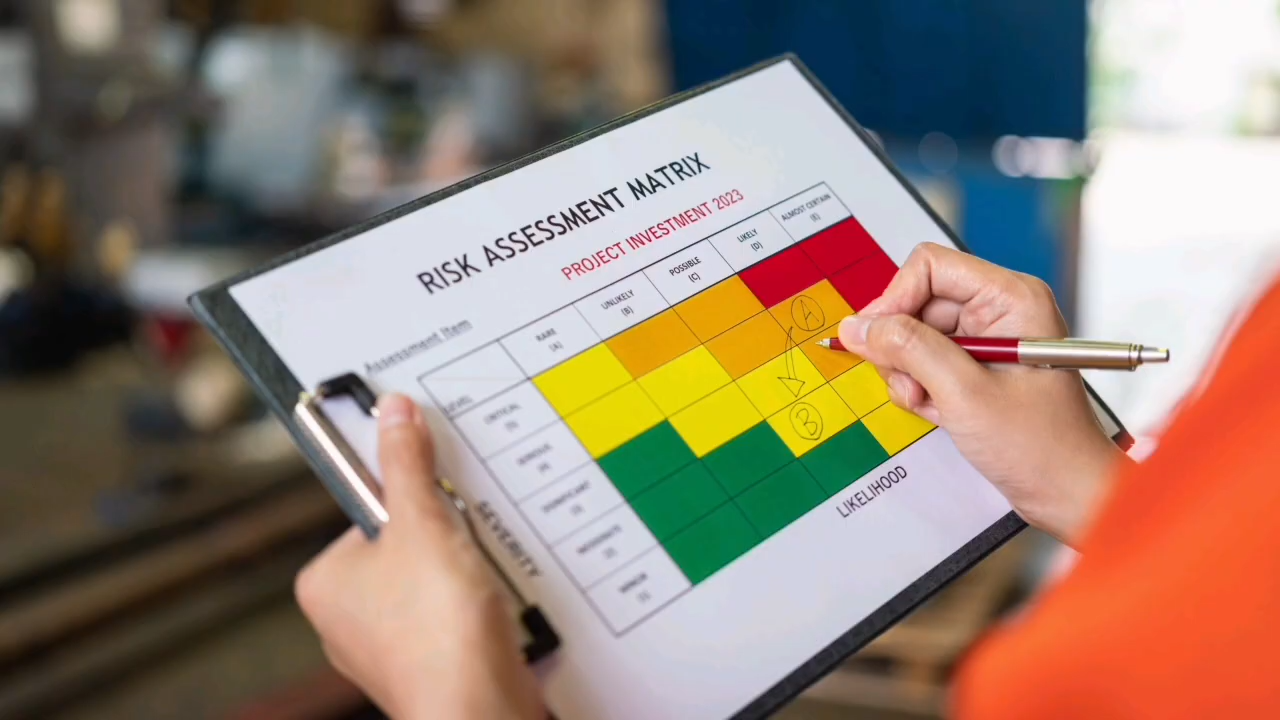 RISK ASSESSMENT MATRIX
PROJECT INVESTMENT 2023
Assessment Item
LEVEL
RARE
(A)
UNLIKELY
(B)
POSSIBLE
(C)
LIKELY
(D)
ALMOST CERTAIN
(E)
CRITICAL
(5)
SERIOUS
(4)
SIGNIFICANT
(3)
MODERATE
(2)
MINOR
(1)
A
B
SEVERITY
LIKELIHOOD